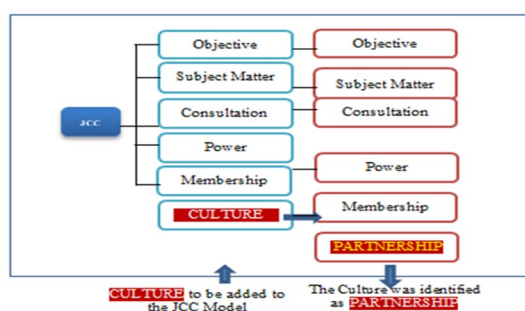 Objective
Objective
Subject Matter
Subject Matter
Consultation
Consultation
JCC
Power
Power
Membership
Membership
CULTURE
PARTNERSHIP
CULTURE to be added to
the JCC Model
The Culture was identified
as PARTNERSHIP